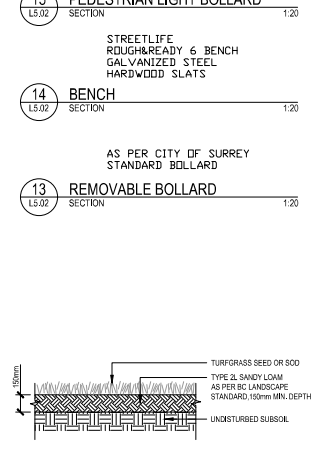 15 PEDESTRIAN LIGHT BOLLARD
L5.02 SECTION 1:20
STREETLIFE
ROUGH&READY 6 BENCH
GALVANIZED STEEL
HARDWOOD SLATS
14 BENCH
L5.02 SECTION 1:20
AS PER CITY OF SURREY
STANDARD BOLLARD
13 REMOVABLE BOLLARD
L5.02 SECTION 1:20
150mm
TURFGRASS SEED OR SOD
TYPE 2L SANDY LOAM
AS PER BC LANDSCAPE
STANDARD,150mm MIN. DEPTH
UNDISTURBED SUBSOIL